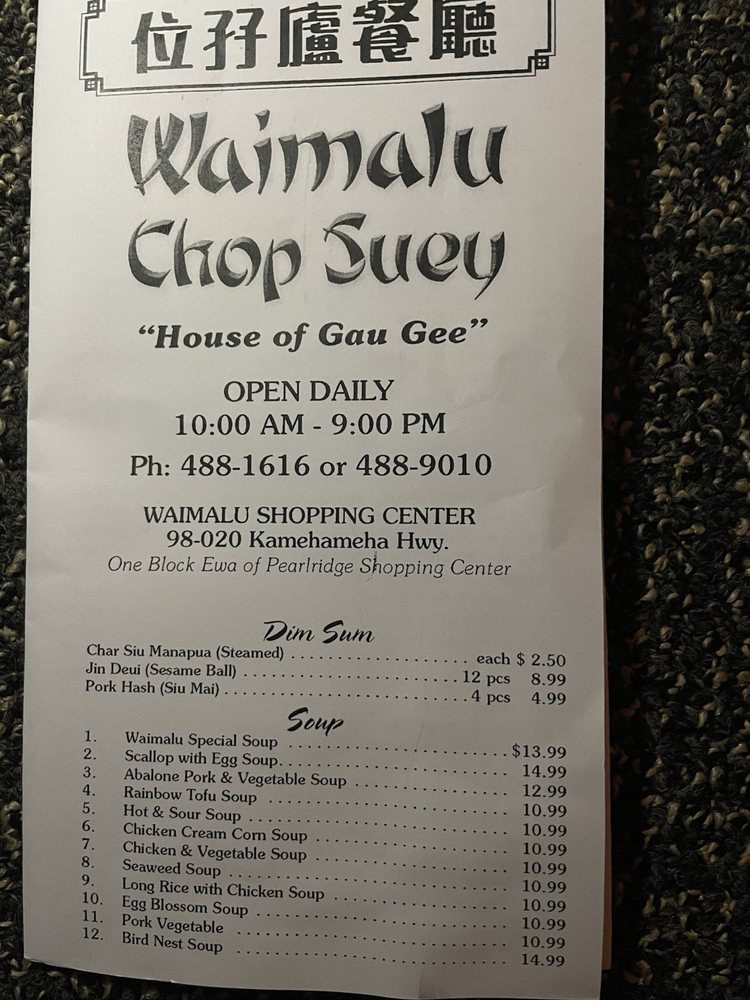 位孖廬餐廳
Waimalu
Chop Suey
“House of Gau Gee”
OPEN DAILY
10:00 AM - 9:00 PM
Ph: 488-1616 or 488-9010
WAIMALU SHOPPING CENTER
98-020 Kamehameha Hwy.
One Block Ewa of Pearlridge Shopping Center
Dim Sum
Char Siu Manapua (Steamed) . . . . . . . . . . . . . . . . . . . each $ 2.50
Jin Deui (Sesame Ball) . . . . . . . . . . . . . . . . . . . . . . . 12 pcs 8.99
Pork Hash (Siu Mai) . . . . . . . . . . . . . . . . . . . . . . . . . . 4 pcs 4.99
Soup
1. Waimalu Special Soup . . . . . . . . . . . . . . . . . . . . . . . $13.99
2. Scallop with Egg Soup. . . . . . . . . . . . . . . . . . . . . . . . 14.99
3. Abalone Pork & Vegetable Soup . . . . . . . . . . . . . . . . 12.99
4. Rainbow Tofu Soup . . . . . . . . . . . . . . . . . . . . . . . . . 10.99
5. Hot & Sour Soup . . . . . . . . . . . . . . . . . . . . . . . . . . . 10.99
6. Chicken Cream Corn Soup . . . . . . . . . . . . . . . . . . . . 10.99
7. Chicken & Vegetable Soup . . . . . . . . . . . . . . . . . . . . 10.99
8. Seaweed Soup . . . . . . . . . . . . . . . . . . . . . . . . . . . . . 10.99
9. Long Rice with Chicken Soup . . . . . . . . . . . . . . . . . . 10.99
10. Egg Blossom Soup . . . . . . . . . . . . . . . . . . . . . . . . . . 10.99
11. Pork Vegetable . . . . . . . . . . . . . . . . . . . . . . . . . . . . 10.99
12. Bird Nest Soup . . . . . . . . . . . . . . . . . . . . . . . . . . . . 14.99